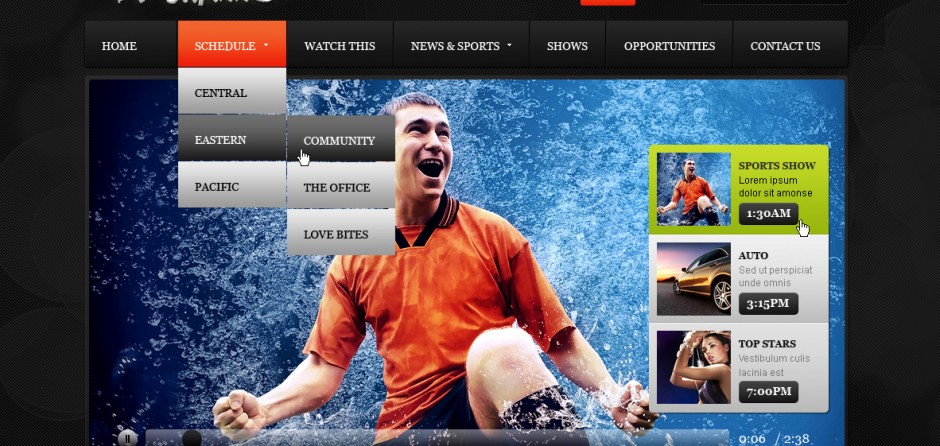 HOME
SCHEDULE
WATCH THIS
NEWS & SPORTS
SHOWS
OPPORTUNITIES
CONTACT US
CENTRAL
EASTERN
PACIFIC
COMMUNITY
THE OFFICE
LOVE BITES
SPORTS SHOW
Lorem ipsum
dolor sit amonse
1:30AM
AUTO
Sed ut perspiciat
unde omnis
3:15PM
TOP STARS
Vestibulum culis
lacinia est
7:00PM
0:06 / 2:38